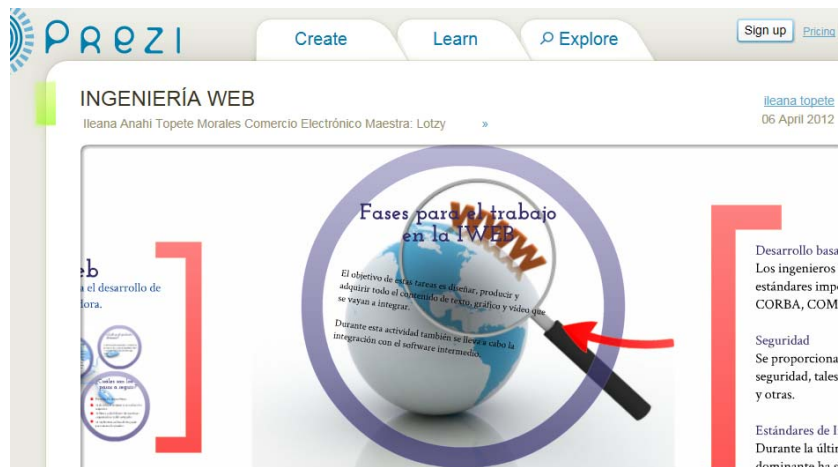 PREZI
Create
Learn
Explore
Sign up
Pricing
INGENIERÍA WEB
Ileana Anahi Topete Morales Comercio Electrónico Maestra: Lotzy »
ileana topete
06 April 2012
eb
a el desarrollo de
lora.
Fases para el trabajo
en la IWEB
WWW
El objetivo de estas tareas es diseñar, producir y
adquirir todo el contenido de texto, gráfico y video que
se vayan a integrar.
Durante esta actividad también se lleva a cabo la
integración con el software intermedio.
Desarrollo basa
Los ingenieros
estándares impo
CORBA, COM
Seguridad
Se proporciona
seguridad, tales
y otras.
Estándares de I
Durante la últim